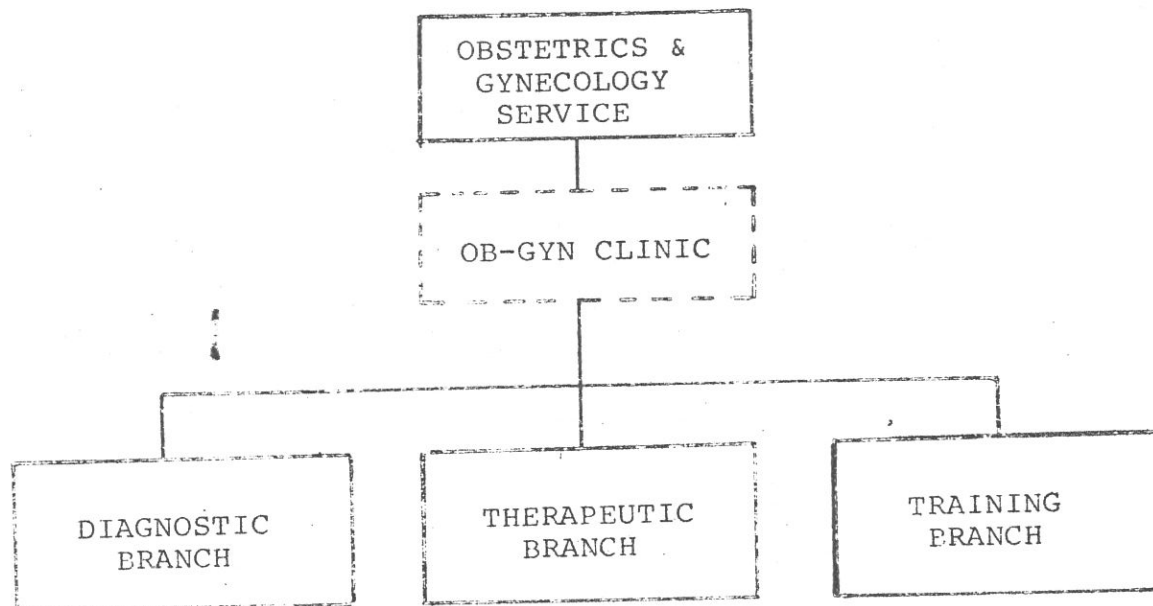 OBSTETRICS &
GYNECOLOGY
SERVICE
OB-GYN CLINIC
DIAGNOSTIC
BRANCH
THERAPEUTIC
BRANCH
TRAINING
BRANCH